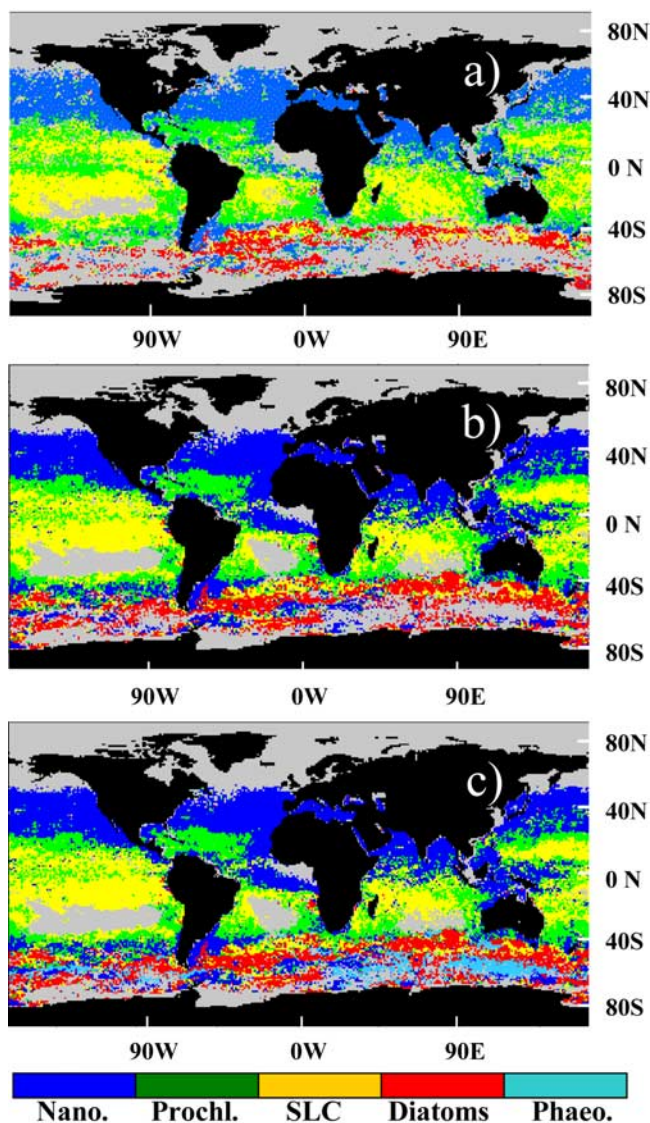 80N
a)
40N
0 N
40S
80S
90W 0W 90E
80N
b)
40N
0 N
40S
80S
90W 0W 90E
80N
c)
40N
0 N
40S
80S
90W 0W 90E
Nano. Prochl. SLC Diatoms Phaeo.